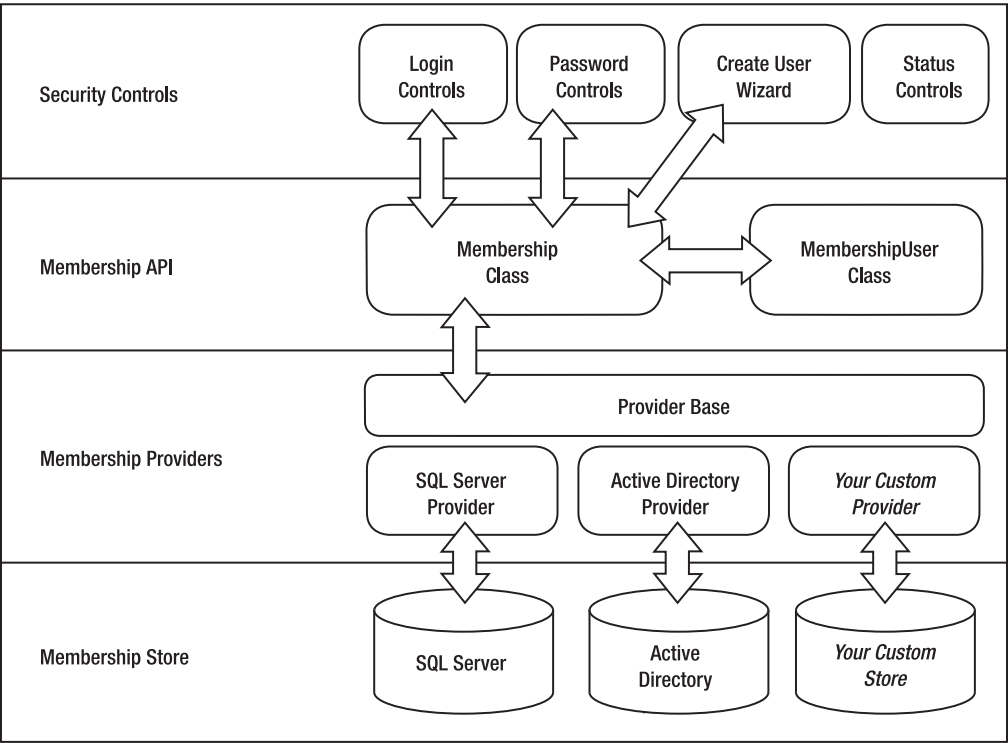 Security Controls
Login
Controls
Password
Controls
Create User
Wizard
Status
Controls
Membership API
Membership
Class
MembershipUser
Class
Membership Providers
Provider Base
SQL Server
Provider
Active Directory
Provider
Your Custom
Provider
Membership Store
SQL Server
Active
Directory
Your Custom
Store